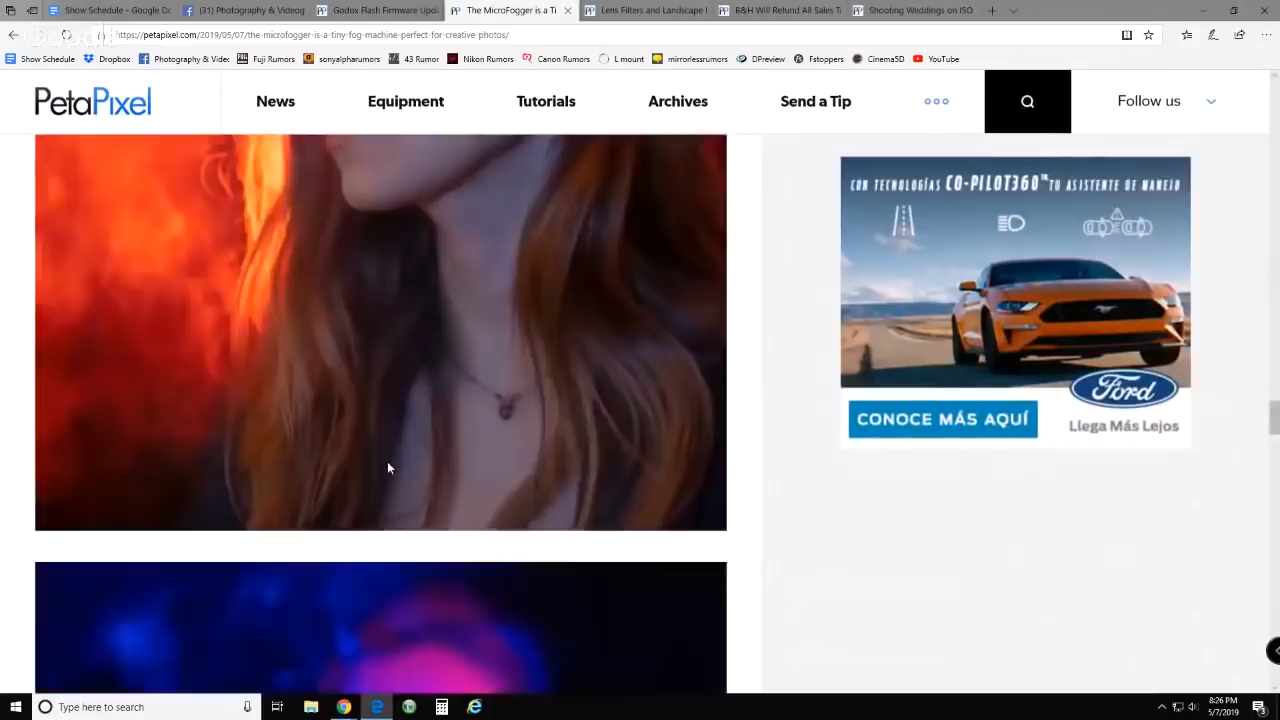 Show Schedule - Google Do
(31) Photography & Videog
Godox Flash Firmware Upd
The MicroFogger is a Ti
Lens Filters and Landscape I
B&H Will Refund All Sales T
Shooting Weddings on ISO
https://petapixel.com/2019/05/07/the-microfogger-is-a-tiny-fog-machine-perfect-for-creative-photos/
Show Schedule Dropbox Photography & Vide Fuji Rumors sonyalpharumors 43 Rumor Nikon Rumors Canon Rumors L mount mirrorlessrumors DPreview Fstoppers Cinema5D YouTube
PetaPixel News Equipment Tutorials Archives Send a Tip Follow us
CON TECNOLOGÍAS CO-PILOT360™ TU ASISTENTE DE MANEJO
Ford
CONOCE MÁS AQUÍ
Llega Más Lejos
Type here to search
8:26 PM
5/7/2019